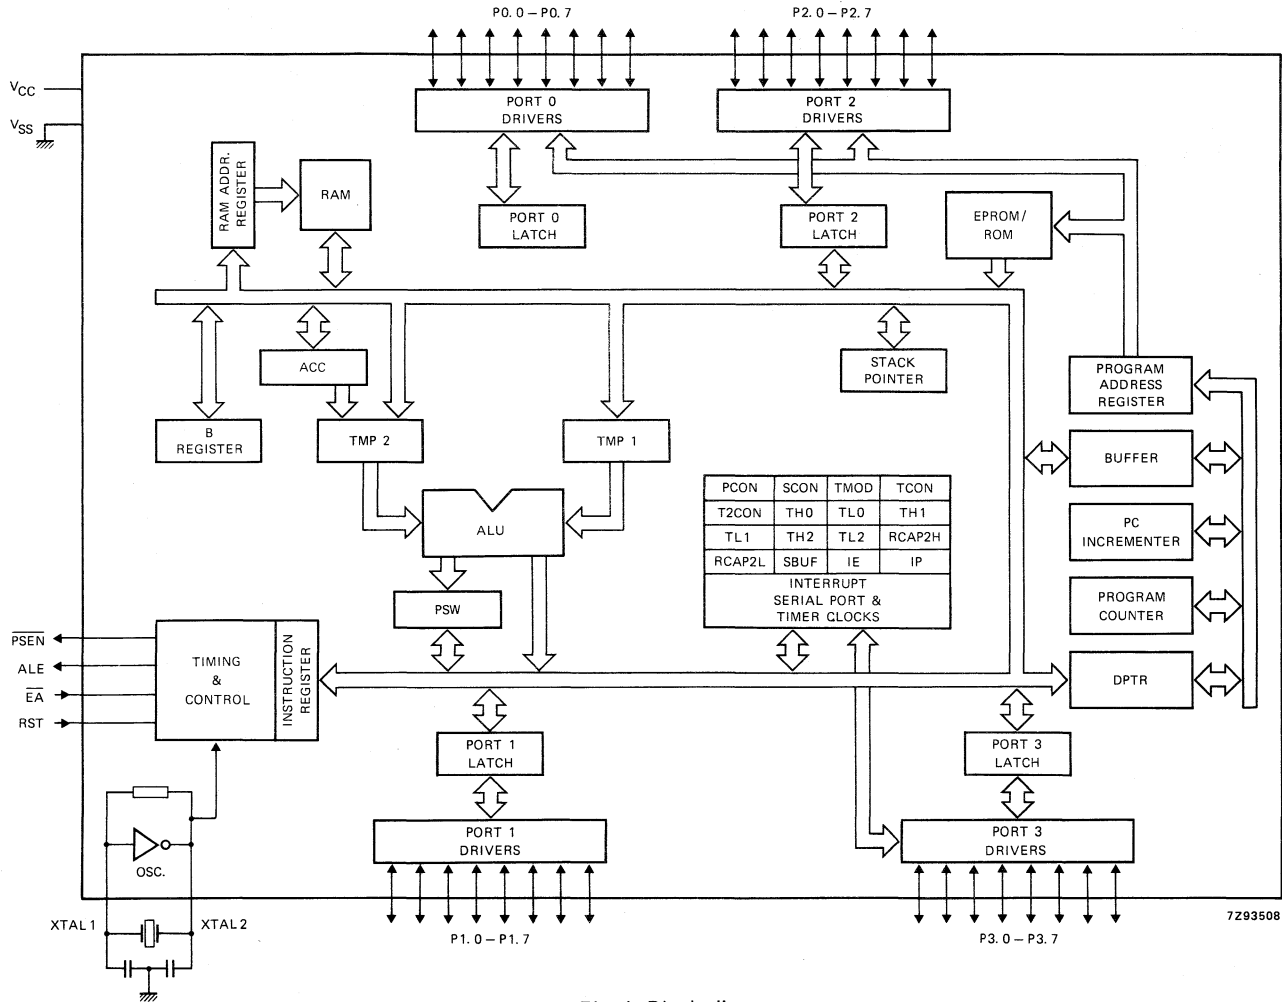 P0.0–P0.7
P2.0–P2.7
VCC
VSS
PORT 0
DRIVERS
PORT 2
DRIVERS
RAM ADDR.
REGISTER
RAM
PORT 0
LATCH
PORT 2
LATCH
EPROM/
ROM
ACC
STACK
POINTER
PROGRAM
ADDRESS
REGISTER
B
REGISTER
TMP 2
TMP 1
BUFFER
PCON SCON TMOD TCON
T2CON TH0 TL0 TH1
TL1 TH2 TL2 RCAP2H
RCAP2L SBUF IE IP
INTERRUPT
SERIAL PORT &
TIMER CLOCKS
ALU
PC
INCREMENTER
PSW
PROGRAM
COUNTER
PSEN
ALE
EA
RST
TIMING
&
CONTROL
INSTRUCTION
REGISTER
DPTR
PORT 1
LATCH
PORT 3
LATCH
PORT 1
DRIVERS
PORT 3
DRIVERS
OSC.
XTAL1
XTAL2
P1.0–P1.7
P3.0–P3.7
7Z93508